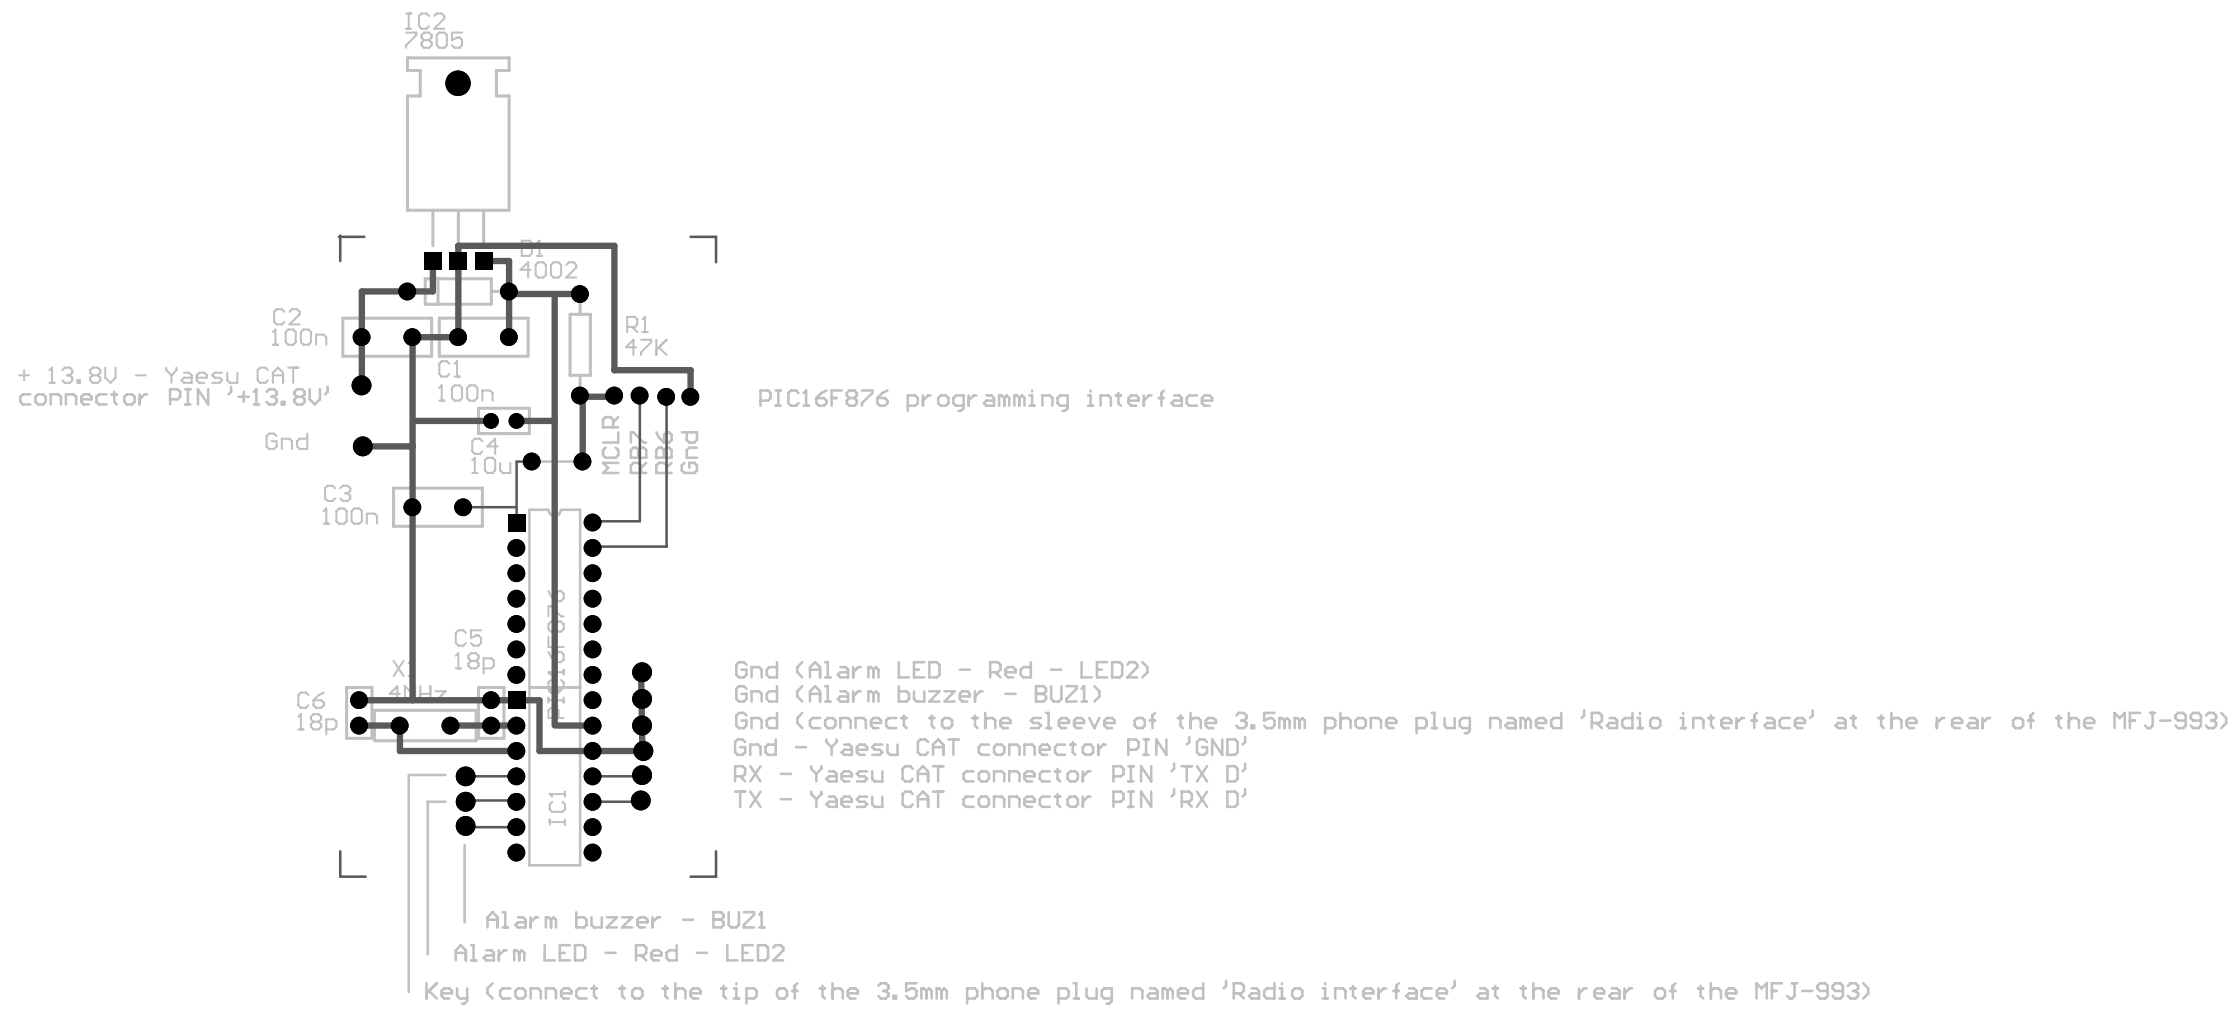 IC2
7805
D1
4002
C2
100n
R1
47K
+ 13.8V - Yaesu CAT
connector PIN '+13.8V'
C1
100n
PIC16F876 programming interface
Gnd
MCLR
RB7
RB6
Gnd
C4
10u
C3
100n
PIC16F876
C5
18p
4MHz
C6
18p
Gnd (Alarm LED - Red - LED2)
Gnd (Alarm buzzer - BUZ1)
Gnd (connect to the sleeve of the 3.5mm phone plug named 'Radio interface' at the rear of the MFJ-993)
Gnd - Yaesu CAT connector PIN 'GND'
RX - Yaesu CAT connector PIN 'TX D'
TX - Yaesu CAT connector PIN 'RX D'
IC1
Alarm buzzer - BUZ1
Alarm LED - Red - LED2
Key (connect to the tip of the 3.5mm phone plug named 'Radio interface' at the rear of the MFJ-993)